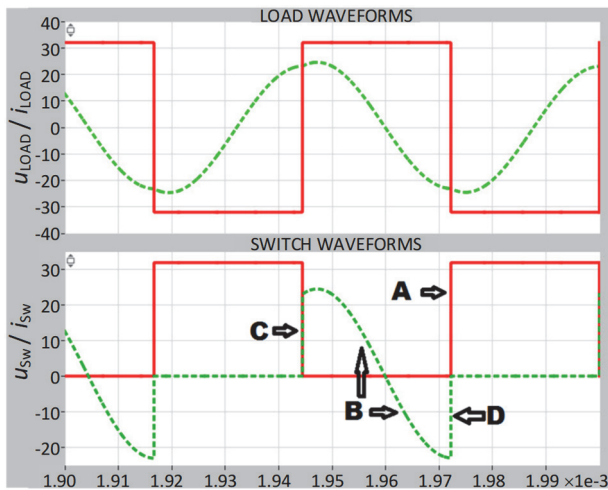 LOAD WAVEFORMS
40
30
20
10
0
-10
-20
-30
-40
uLOAD / iLOAD
SWITCH WAVEFORMS
30
20
10
0
-10
-20
uSw / iSw
A
C
B
D
1.90 1.91 1.92 1.93 1.94 1.95 1.96 1.97 1.98 1.99 ×1e-3